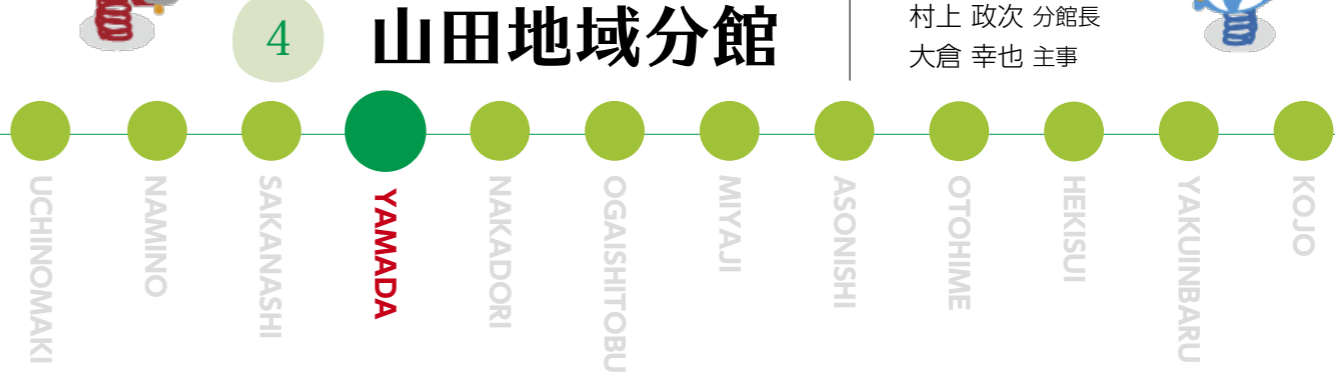 4
山田地域分館
村上 政次 分館長
大倉 幸也 主事
UCHINOMAKI
NAMINO
SAKANASHI
YAMADA
NAKADORI
OGAISHITOBU
MIYAJI
ASONISHI
OTOHIME
HEKISUI
YAKUINBARU
KOJO